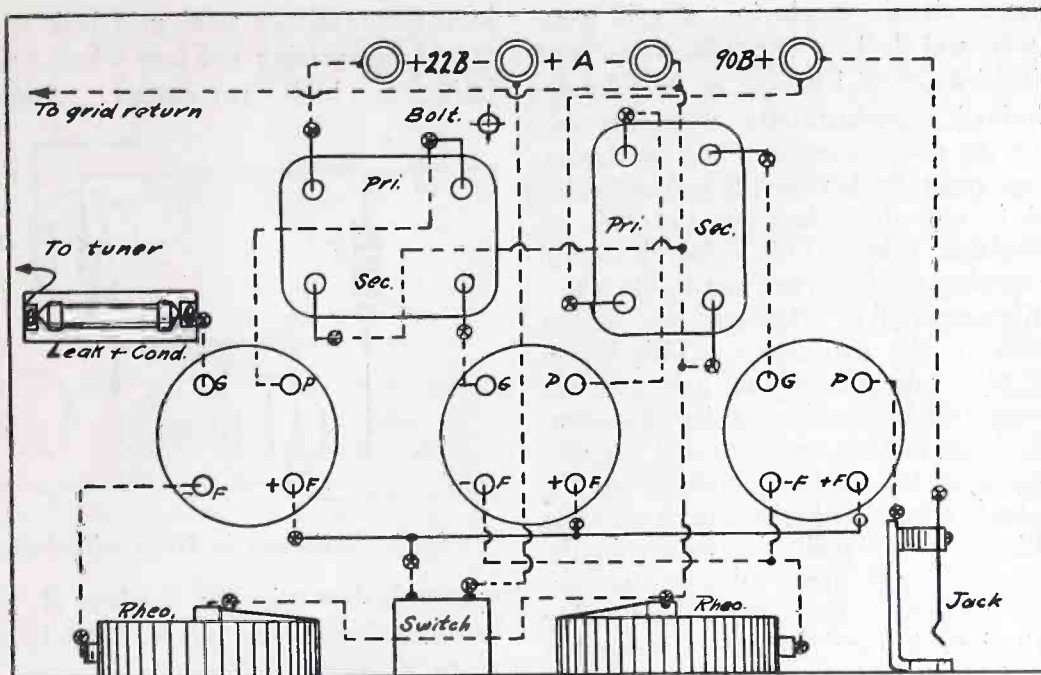 +22B- + A - 90B+
To grid return
Bolt.
Pri.
Pri. Sec.
To tuner
Sec.
Leak + Cond.
G P G P G P
- F + F - F + F -F +F
Rheo. Switch Rheo. Jack